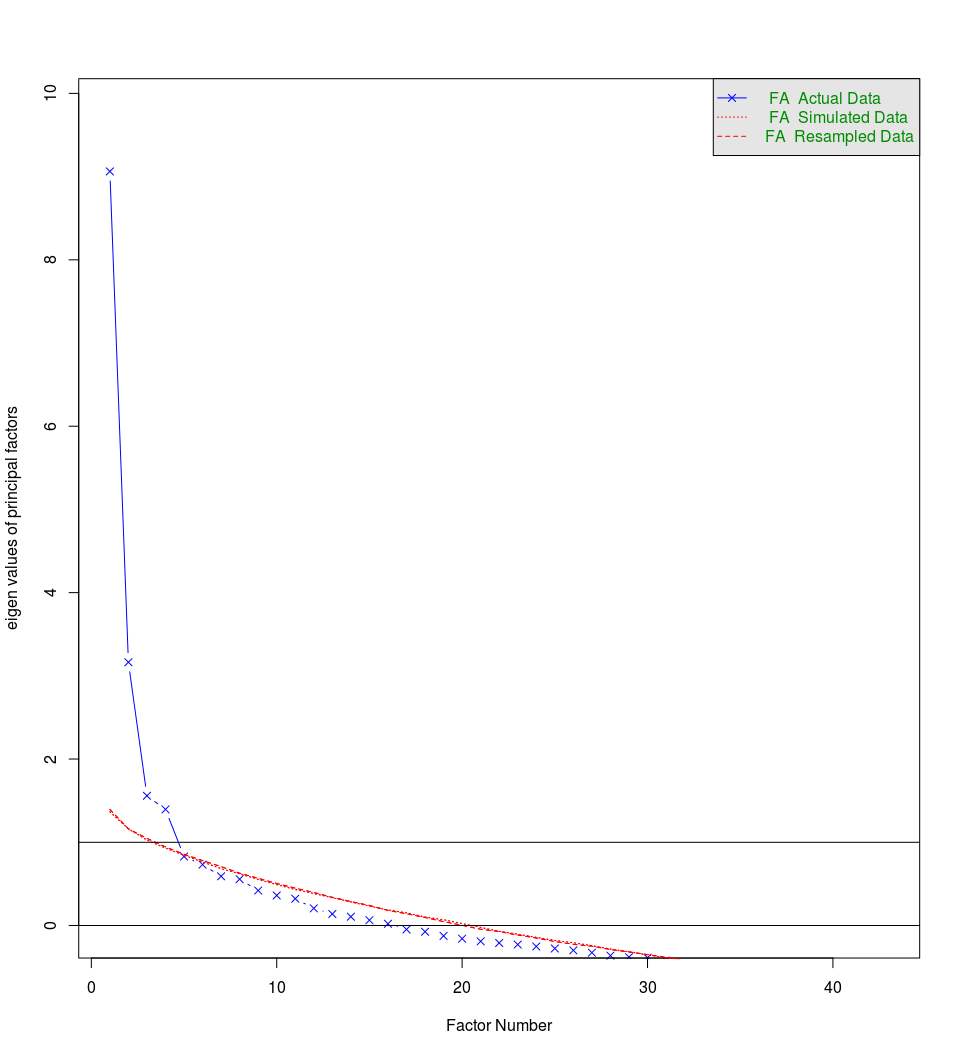 FA Actual Data
FA Simulated Data
FA Resampled Data
10
8
6
4
2
0
eigen values of principal factors
0 10 20 30 40
Factor Number